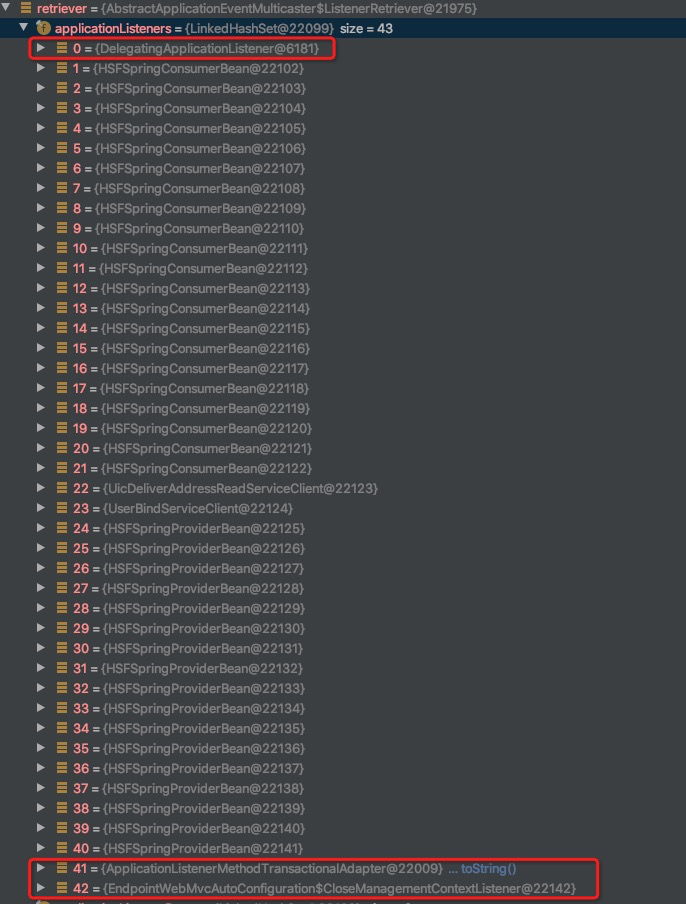 retriever = {AbstractApplicationEventMulticaster$ListenerRetriever@21975}
f applicationListeners = {LinkedHashSet@22099} size = 43
0 = {DelegatingApplicationListener@6181}
1 = {HSFSpringConsumerBean@22102}
2 = {HSFSpringConsumerBean@22103}
3 = {HSFSpringConsumerBean@22104}
4 = {HSFSpringConsumerBean@22105}
5 = {HSFSpringConsumerBean@22106}
6 = {HSFSpringConsumerBean@22107}
7 = {HSFSpringConsumerBean@22108}
8 = {HSFSpringConsumerBean@22109}
9 = {HSFSpringConsumerBean@22110}
10 = {HSFSpringConsumerBean@22111}
11 = {HSFSpringConsumerBean@22112}
12 = {HSFSpringConsumerBean@22113}
13 = {HSFSpringConsumerBean@22114}
14 = {HSFSpringConsumerBean@22115}
15 = {HSFSpringConsumerBean@22116}
16 = {HSFSpringConsumerBean@22117}
17 = {HSFSpringConsumerBean@22118}
18 = {HSFSpringConsumerBean@22119}
19 = {HSFSpringConsumerBean@22120}
20 = {HSFSpringConsumerBean@22121}
21 = {HSFSpringConsumerBean@22122}
22 = {UicDeliverAddressReadServiceClient@22123}
23 = {UserBindServiceClient@22124}
24 = {HSFSpringProviderBean@22125}
25 = {HSFSpringProviderBean@22126}
26 = {HSFSpringProviderBean@22127}
27 = {HSFSpringProviderBean@22128}
28 = {HSFSpringProviderBean@22129}
29 = {HSFSpringProviderBean@22130}
30 = {HSFSpringProviderBean@22131}
31 = {HSFSpringProviderBean@22132}
32 = {HSFSpringProviderBean@22133}
33 = {HSFSpringProviderBean@22134}
34 = {HSFSpringProviderBean@22135}
35 = {HSFSpringProviderBean@22136}
36 = {HSFSpringProviderBean@22137}
37 = {HSFSpringProviderBean@22138}
38 = {HSFSpringProviderBean@22139}
39 = {HSFSpringProviderBean@22140}
40 = {HSFSpringProviderBean@22141}
41 = {ApplicationListenerMethodTransactionalAdapter@22009} ... toString()
42 = {EndpointWebMvcAutoConfiguration$CloseManagementContextListener@22142}